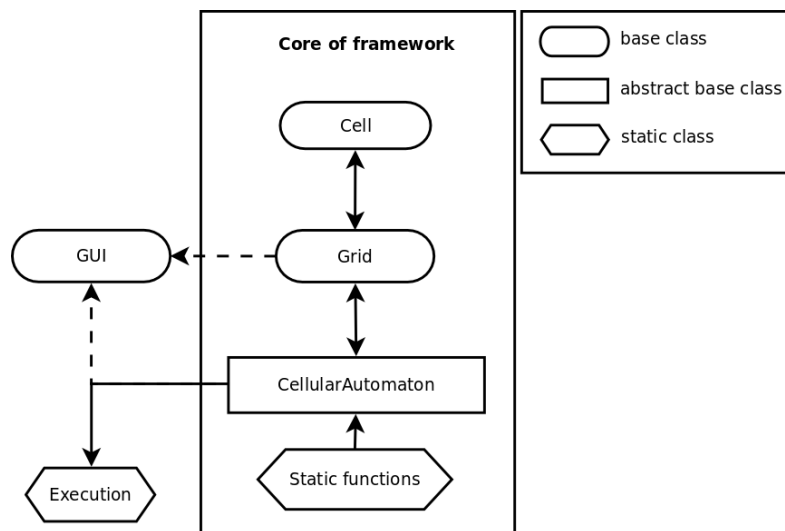 Core of framework
base class
abstract base class
static class
Cell
GUI
Grid
CellularAutomaton
Execution
Static functions